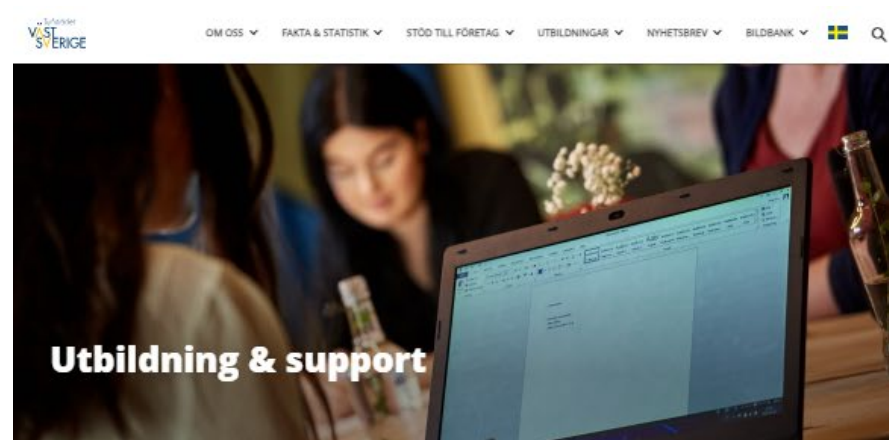 Turistrådet
VÄST
SVERIGE
OM OSS
FAKTA & STATISTIK
STÖD TILL FÖRETAG
UTBILDNINGAR
NYHETSBREV
BILDBANK
Utbildning & support